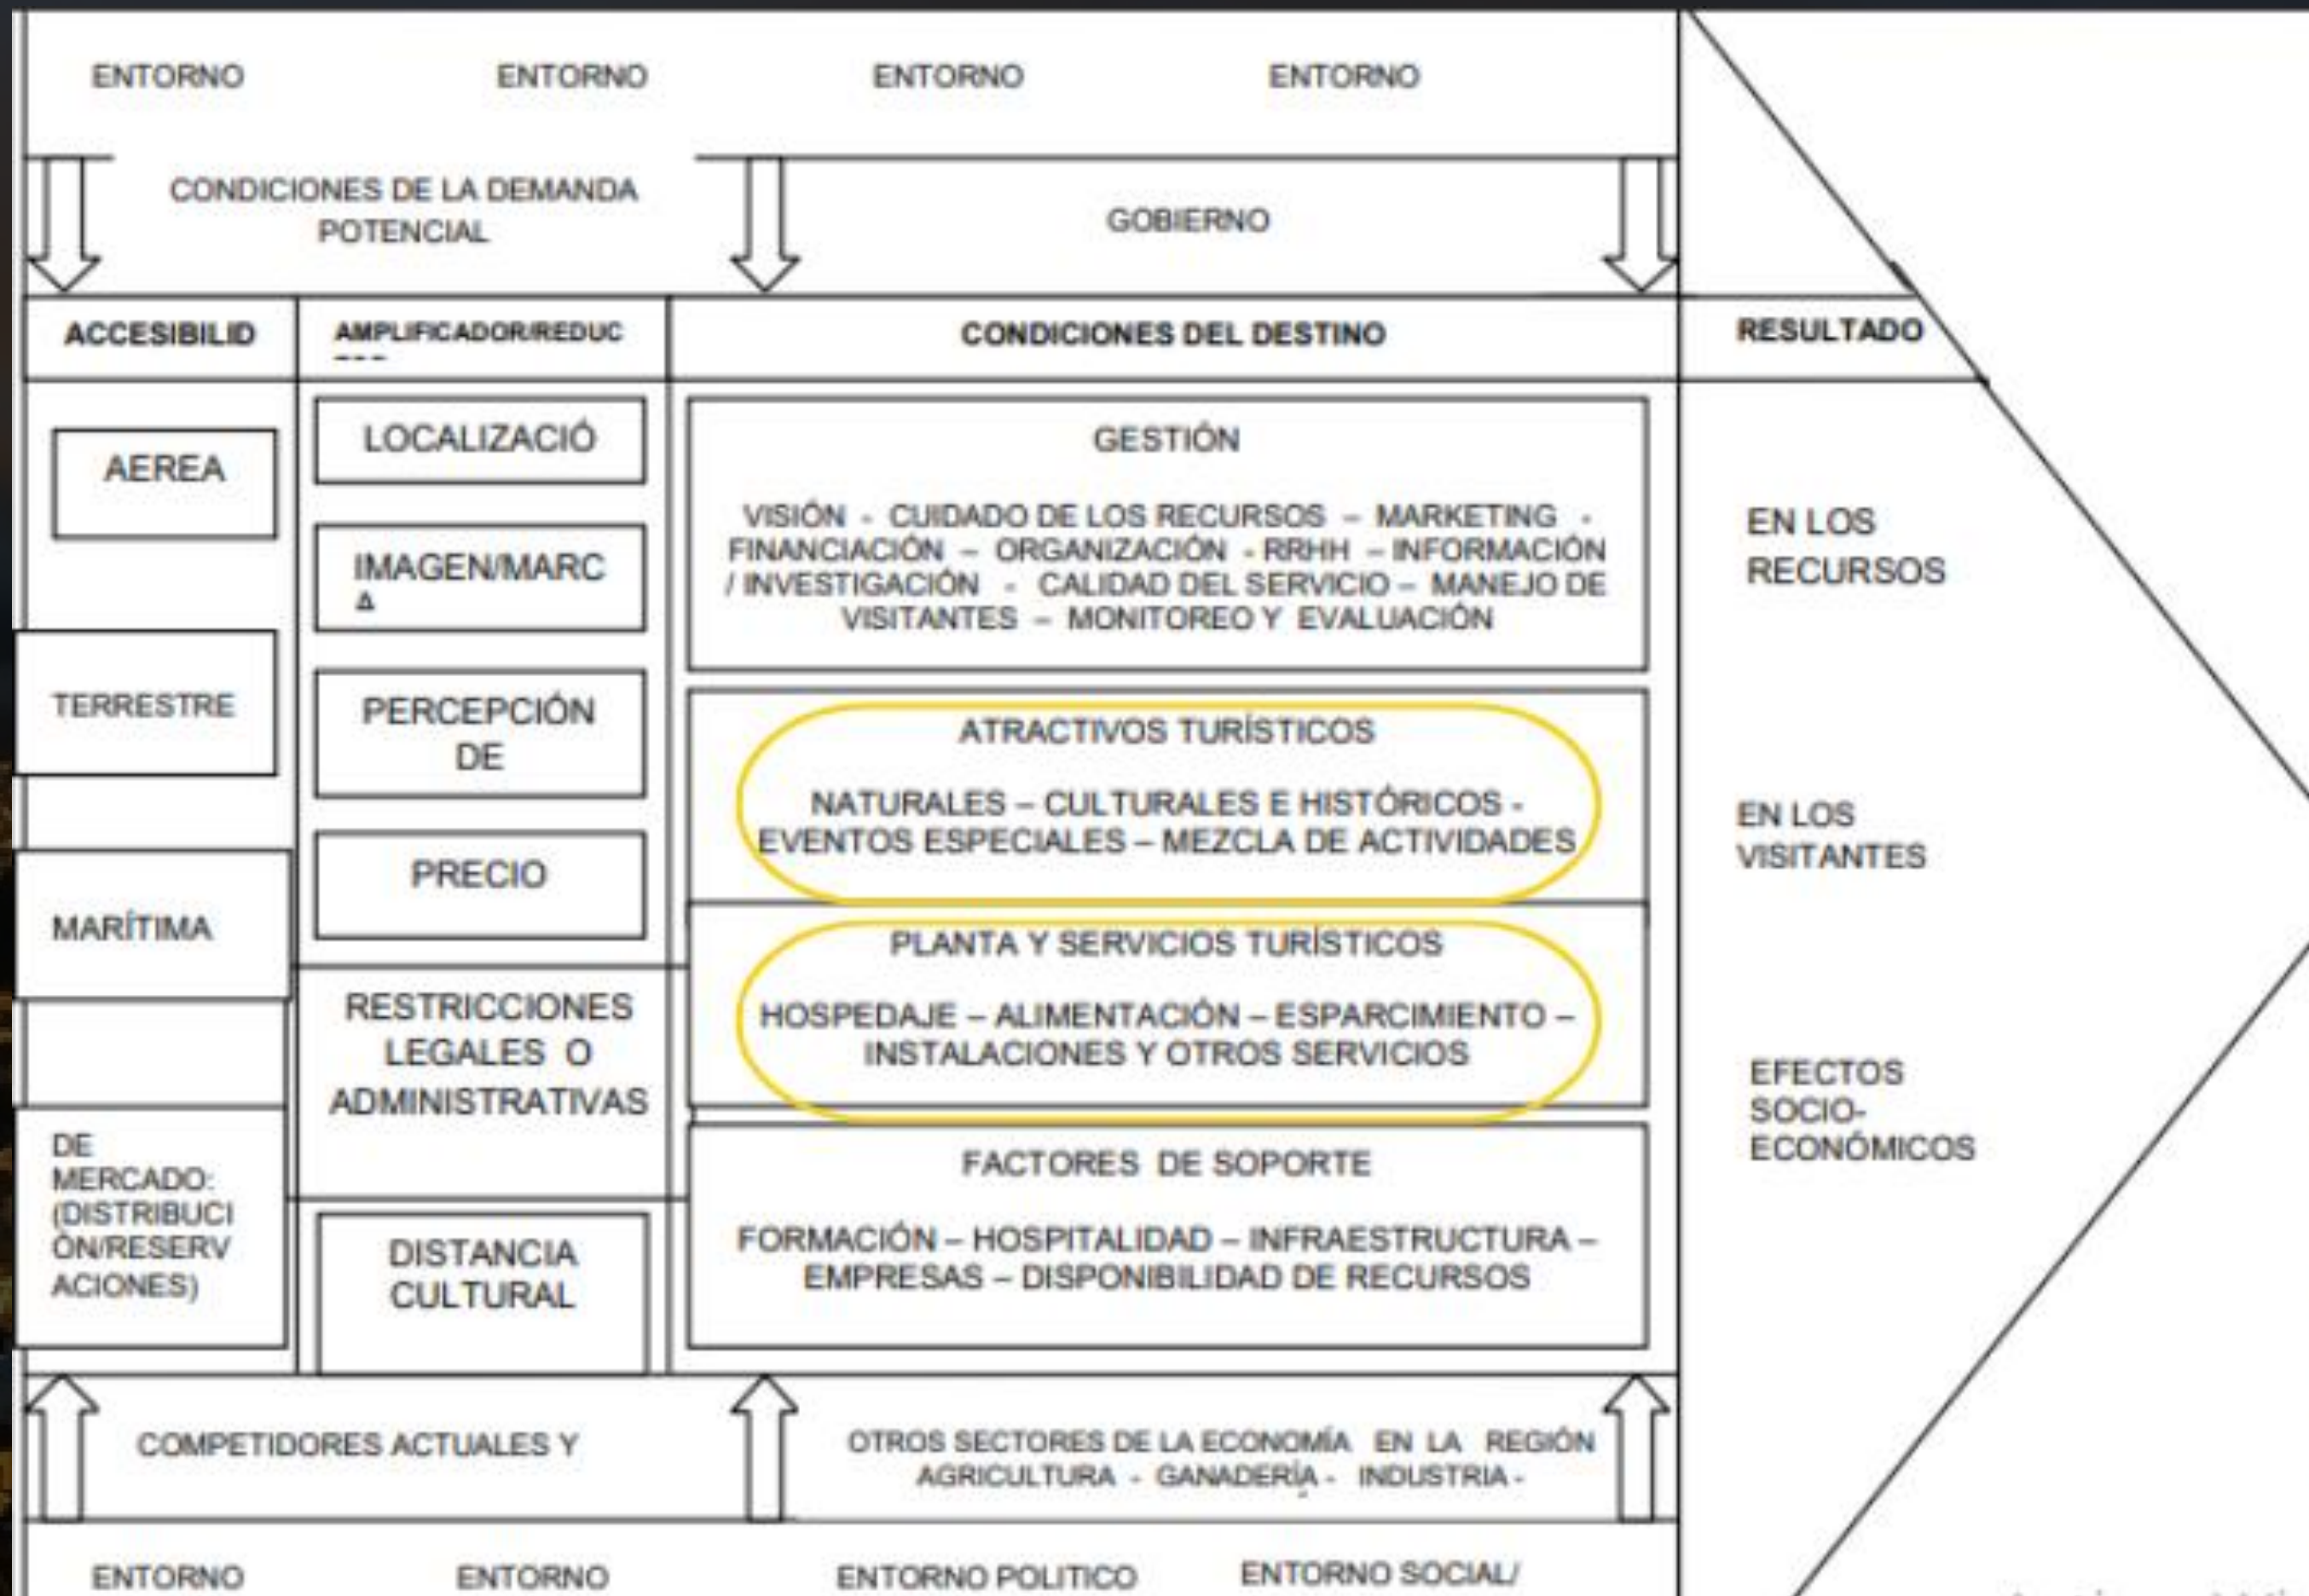 ENTORNO ENTORNO ENTORNO ENTORNO
CONDICIONES DE LA DEMANDA
POTENCIAL
GOBIERNO
ACCESIBILID
AMPLIFICADOR/REDUC
CONDICIONES DEL DESTINO
RESULTADO
AEREA
TERRESTRE
MARÍTIMA
DE
MERCADO:
(DISTRIBUCI
ÓN/RESERV
ACIONES)
LOCALIZACIÓ
IMAGEN/MARC
A
PERCEPCIÓN
DE
PRECIO
RESTRICCIONES
LEGALES O
ADMINISTRATIVAS
DISTANCIA
CULTURAL
GESTIÓN
VISIÓN - CUIDADO DE LOS RECURSOS – MARKETING -
FINANCIACIÓN – ORGANIZACIÓN - RRHH – INFORMACIÓN
/ INVESTIGACIÓN - CALIDAD DEL SERVICIO – MANEJO DE
VISITANTES – MONITOREO Y EVALUACIÓN
ATRACTIVOS TURÍSTICOS
NATURALES – CULTURALES E HISTÓRICOS -
EVENTOS ESPECIALES – MEZCLA DE ACTIVIDADES
PLANTA Y SERVICIOS TURÍSTICOS
HOSPEDAJE – ALIMENTACIÓN – ESPARCIMIENTO –
INSTALACIONES Y OTROS SERVICIOS
FACTORES DE SOPORTE
FORMACIÓN – HOSPITALIDAD – INFRAESTRUCTURA –
EMPRESAS – DISPONIBILIDAD DE RECURSOS
EN LOS
RECURSOS
EN LOS
VISITANTES
EFECTOS
SOCIO-
ECONÓMICOS
COMPETIDORES ACTUALES Y
OTROS SECTORES DE LA ECONOMÍA EN LA REGIÓN
AGRICULTURA - GANADERÍA - INDUSTRIA -
ENTORNO ENTORNO ENTORNO POLITICO ENTORNO SOCIAL/